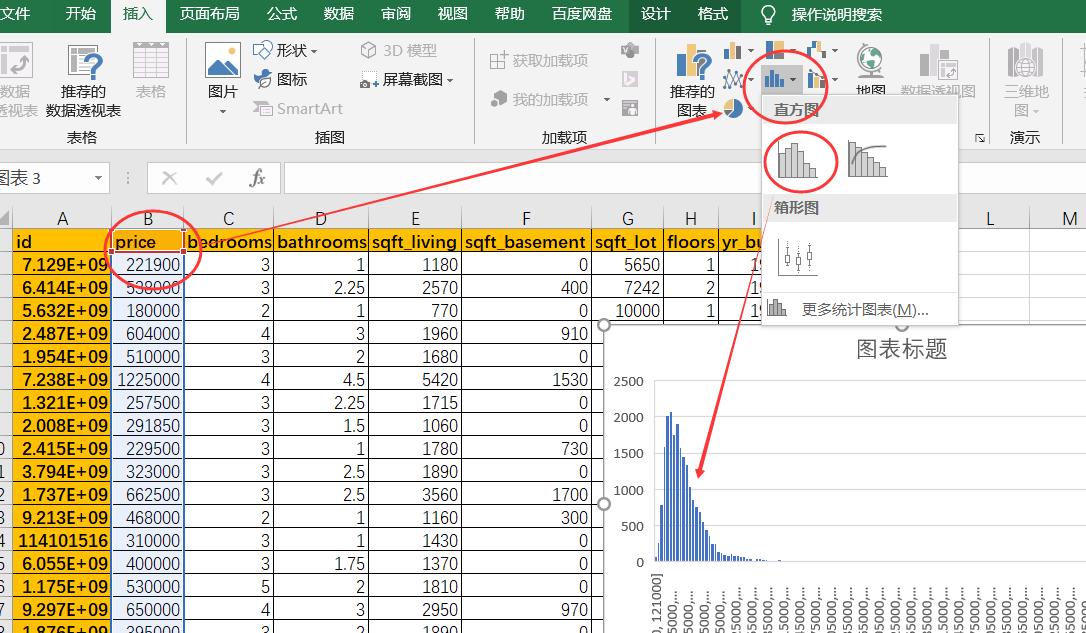 文件 开始 插入 页面布局 公式 数据 审阅 视图 帮助 百度网盘 设计 格式 操作说明搜索
数据
透视表
推荐的
数据透视表
表格
表格
图片
形状
图标
SmartArt
3D 模型
屏幕截图
插图
获取加载项
我的加载项
加载项
推荐的
图表
地图
数据透视图
三维地
图
演示
直方图
箱形图
更多统计图表(M)...
图表 3
fx
A B C D E F G H I L M
id price bedrooms bathrooms sqft_living sqft_basement sqft_lot floors yr_bu
7.129E+09 221900 3 1 1180 0 5650 1 19
6.414E+09 538000 3 2.25 2570 400 7242 2 19
5.632E+09 180000 2 1 770 0 10000 1 19
2.487E+09 604000 4 3 1960 910
1.954E+09 510000 3 2 1680 0
7.238E+09 1225000 4 4.5 5420 1530
1.321E+09 257500 3 2.25 1715 0
2.008E+09 291850 3 1.5 1060 0
2.415E+09 229500 3 1 1780 730
3.794E+09 323000 3 2.5 1890 0
1.737E+09 662500 3 2.5 3560 1700
9.213E+09 468000 2 1 1160 300
114101516 310000 3 1 1430 0
6.055E+09 400000 3 1.75 1370 0
1.175E+09 530000 5 2 1810 0
9.297E+09 650000 4 3 2950 970
1.876E+09 395000 3 2 1890 0
图表标题
2500
2000
1500
1000
500
0